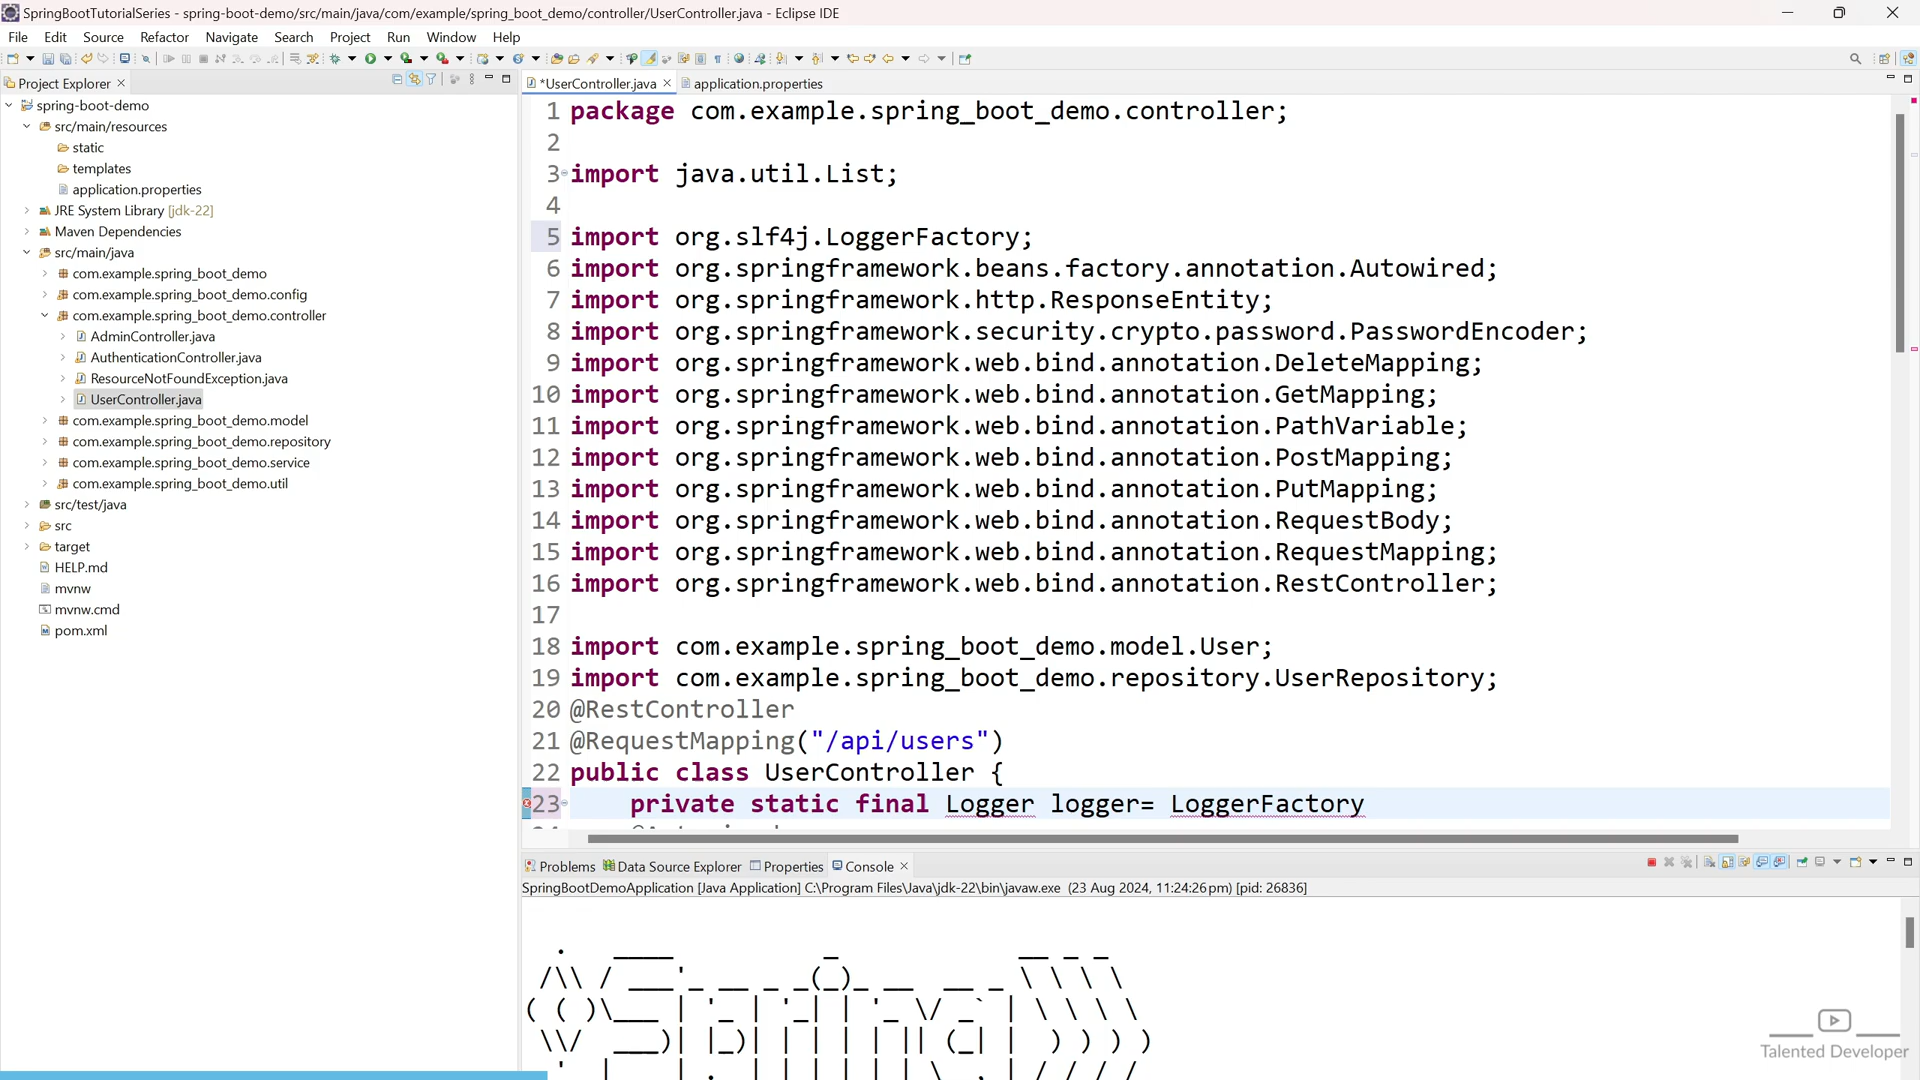 SpringBootTutorialSeries - spring-boot-demo/src/main/java/com/example/spring_boot_demo/controller/UserController.java - Eclipse IDE
File Edit Source Refactor Navigate Search Project Run Window Help
Project Explorer
spring-boot-demo
src/main/resources
static
templates
application.properties
JRE System Library [jdk-22]
Maven Dependencies
src/main/java
com.example.spring_boot_demo
com.example.spring_boot_demo.config
com.example.spring_boot_demo.controller
AdminController.java
AuthenticationController.java
ResourceNotFoundException.java
UserController.java
com.example.spring_boot_demo.model
com.example.spring_boot_demo.repository
com.example.spring_boot_demo.service
com.example.spring_boot_demo.util
src/test/java
src
target
HELP.md
mvnw
mvnw.cmd
pom.xml
*UserController.java application.properties
1 package com.example.spring_boot_demo.controller;
2
3 import java.util.List;
4
5 import org.slf4j.LoggerFactory;
6 import org.springframework.beans.factory.annotation.Autowired;
7 import org.springframework.http.ResponseEntity;
8 import org.springframework.security.crypto.password.PasswordEncoder;
9 import org.springframework.web.bind.annotation.DeleteMapping;
10 import org.springframework.web.bind.annotation.GetMapping;
11 import org.springframework.web.bind.annotation.PathVariable;
12 import org.springframework.web.bind.annotation.PostMapping;
13 import org.springframework.web.bind.annotation.PutMapping;
14 import org.springframework.web.bind.annotation.RequestBody;
15 import org.springframework.web.bind.annotation.RequestMapping;
16 import org.springframework.web.bind.annotation.RestController;
17
18 import com.example.spring_boot_demo.model.User;
19 import com.example.spring_boot_demo.repository.UserRepository;
20 @RestController
21 @RequestMapping("/api/users")
22 public class UserController {
23 private static final Logger logger= LoggerFactory
Problems Data Source Explorer Properties Console
SpringBootDemoApplication [Java Application] C:\Program Files\Java\jdk-22\bin\javaw.exe (23 Aug 2024, 11:24:26 pm) [pid: 26836]
Talented Developer